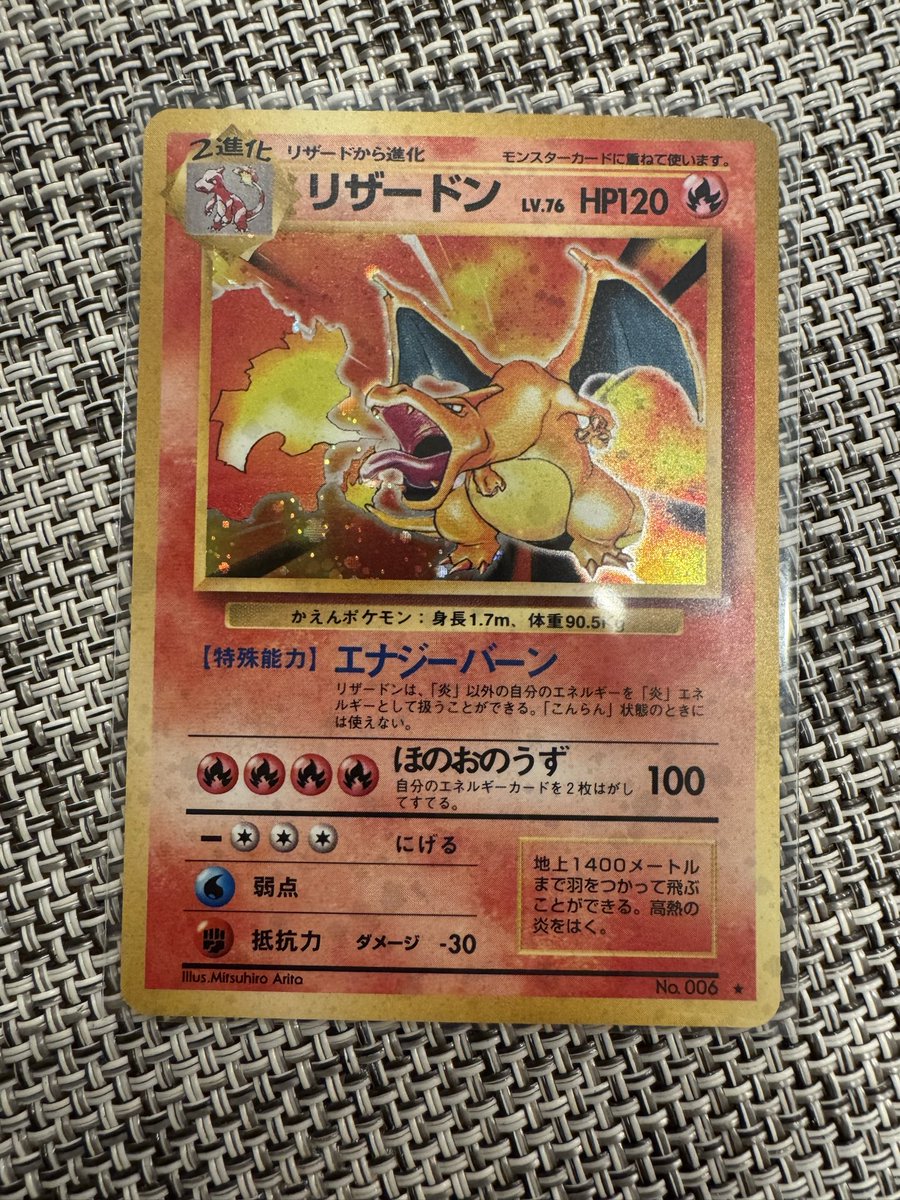 2進化 リザードから進化 モンスターカードに重ねて使います。
リザードン LV.76 HP120
かえんポケモン：身長1.7m、体重90.5Kg
【特殊能力】 エナジーバーン
リザードンは、「炎」以外の自分のエネルギーを「炎」エネ
ルギーとして扱うことができる。「こんらん」状態のときに
は使えない。
ほのおのうず 100
自分のエネルギーカードを2枚はがし
てすてる。
ー にげる
弱点
抵抗力 ダメージ -30
地上1400メートル
まで羽をつかって飛ぶ
ことができる。高熱の
炎をはく。
Illus.Mitsuhiro Arita
No. 006 ★